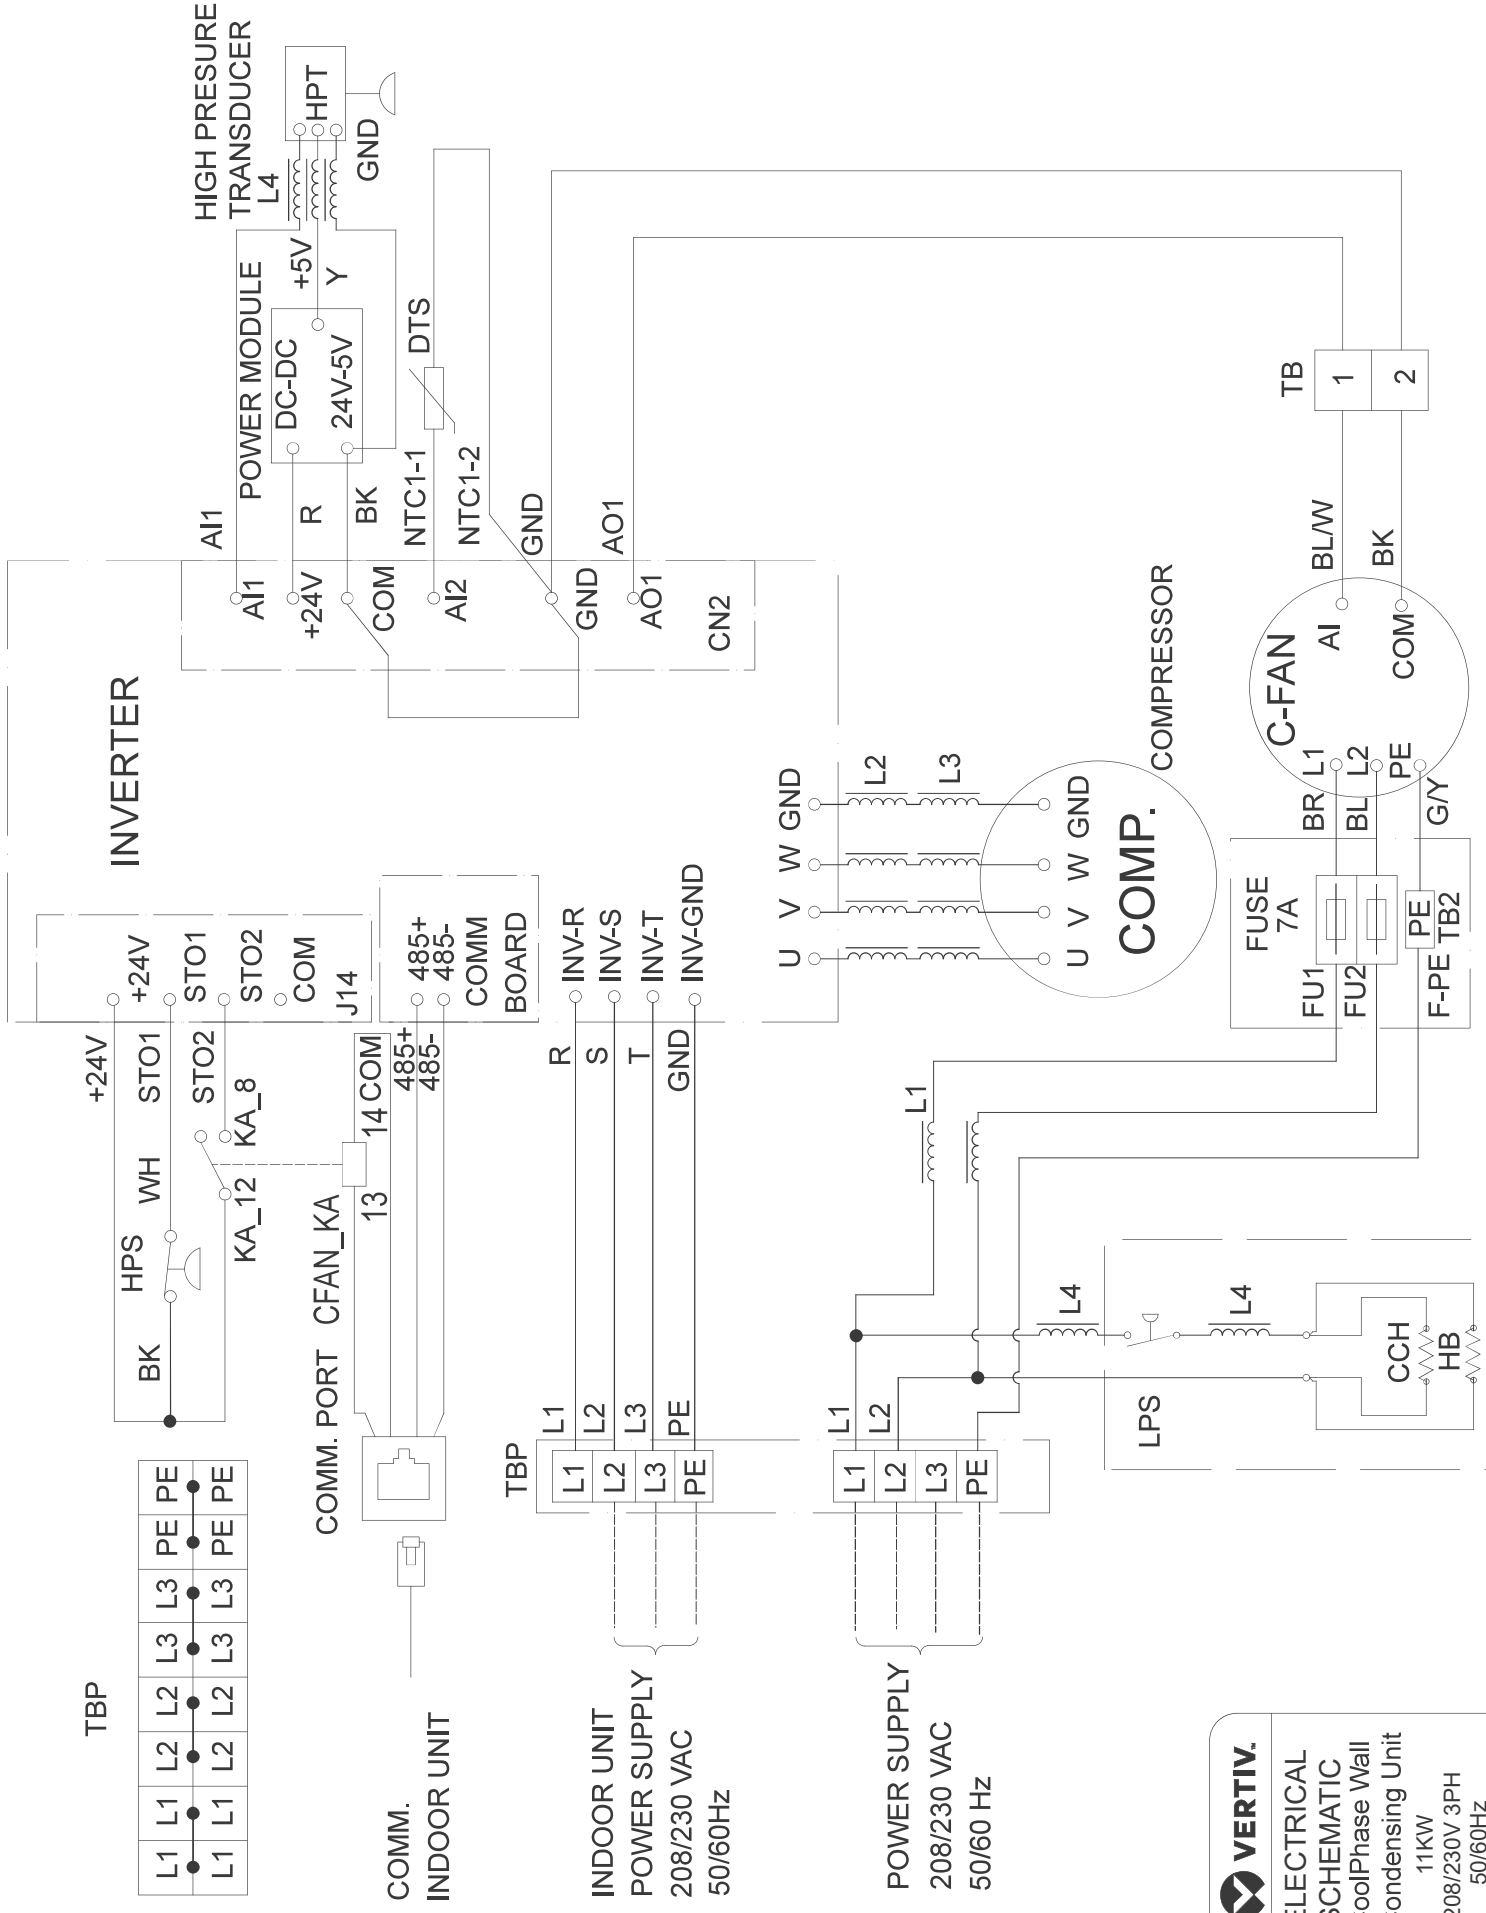 HIGH PRESURE
TRANSDUCER
L4
HPT
GND
+5V
Y
POWER MODULE
DC-DC
24V-5V
R
BK
AI1
DTS
NTC1-1
NTC1-2
GND
AO1
AI1
+24V
COM
AI2
GND
AO1
CN2
INVERTER
+24V
STO1
STO2
COM
J14
485+
485-
COMM
BOARD
INV-R
INV-S
INV-T
INV-GND
U
V
W
GND
L2
L3
U
V
W
GND
COMP.
COMPRESSOR
TB
1
2
BL/W
BK
C-FAN
AI
COM
L1
L2
PE
BR
BL
G/Y
FUSE
7A
FU1
FU2
PE
F-PE
TB2
+24V
STO1
STO2
KA_8
KA_12
WH
HPS
BK
14
COM
13
485+
485-
CFAN_KA
COMM. PORT
R
S
T
GND
L1
L1
L2
L3
PE
TBP
L1
L2
L3
PE
L1
L2
L1
L2
L3
PE
L4
L4
LPS
CCH
HB
TBP
L1 L1 L2 L2 L3 L3 PE PE
L1 L1 L2 L2 L3 L3 PE PE
COMM.
INDOOR UNIT
INDOOR UNIT
POWER SUPPLY
208/230 VAC
50/60Hz
POWER SUPPLY
208/230 VAC
50/60 Hz
VERTIV™
LECTRICAL
SCHEMATIC
oolPhase Wall
ondensing Unit
11KW
208/230V 3PH
50/60Hz